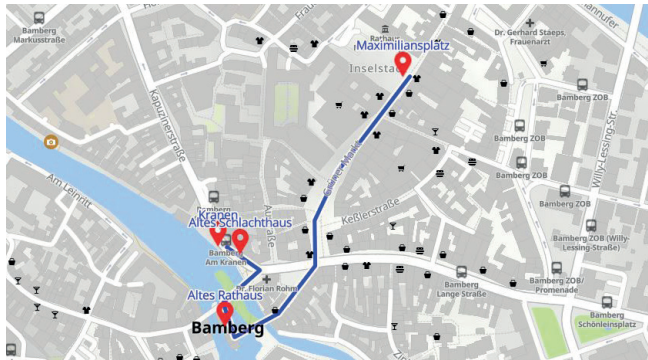 Bamberg
Markusstraße
Rathaus
Maximiliansplatz
Inselstadt
Dr. Gerhard Staeps,
Frauenarzt
Bamberg ZOB
Willy-Lessing-Str.
Kapuzinerstraße
Bamberg ZOB
Bamberg ZOB
Am Leinritt
Grüner Markt
Keßlerstraße
Bamberg ZOB
Kranen
Altes Schlachthaus
Bamberg
Am Kranen
Bamberg ZOB (Willy-
Lessing-Straße)
Dr. Florian Rohm
Bamberg
Lange Straße
Bamberg ZOB/
Promenade
Altes Rathaus
Bamberg
Bamberg
Schönleinsplatz